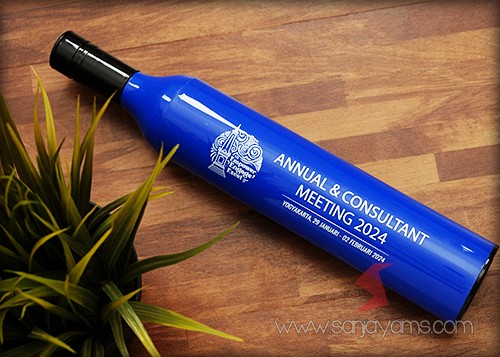 ANNUAL & CONSULTANT
MEETING 2024
YOGYAKARTA, 29 JANUARI - 02 FEBRUARI 2024
www.sanjayams.com